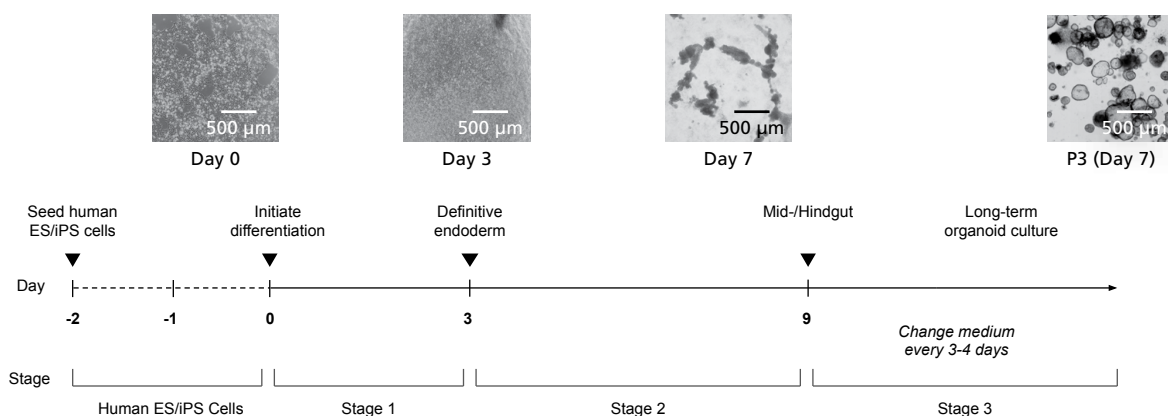 500 µm
500 µm
500 µm
500 µm
Day 0
Day 3
Day 7
P3 (Day 7)
Seed human
ES/iPS cells
Initiate
differentiation
Definitive
endoderm
Mid-/Hindgut
Long-term
organoid culture
Day
-2
-1
0
3
9
Change medium
every 3-4 days
Stage
Human ES/iPS Cells
Stage 1
Stage 2
Stage 3